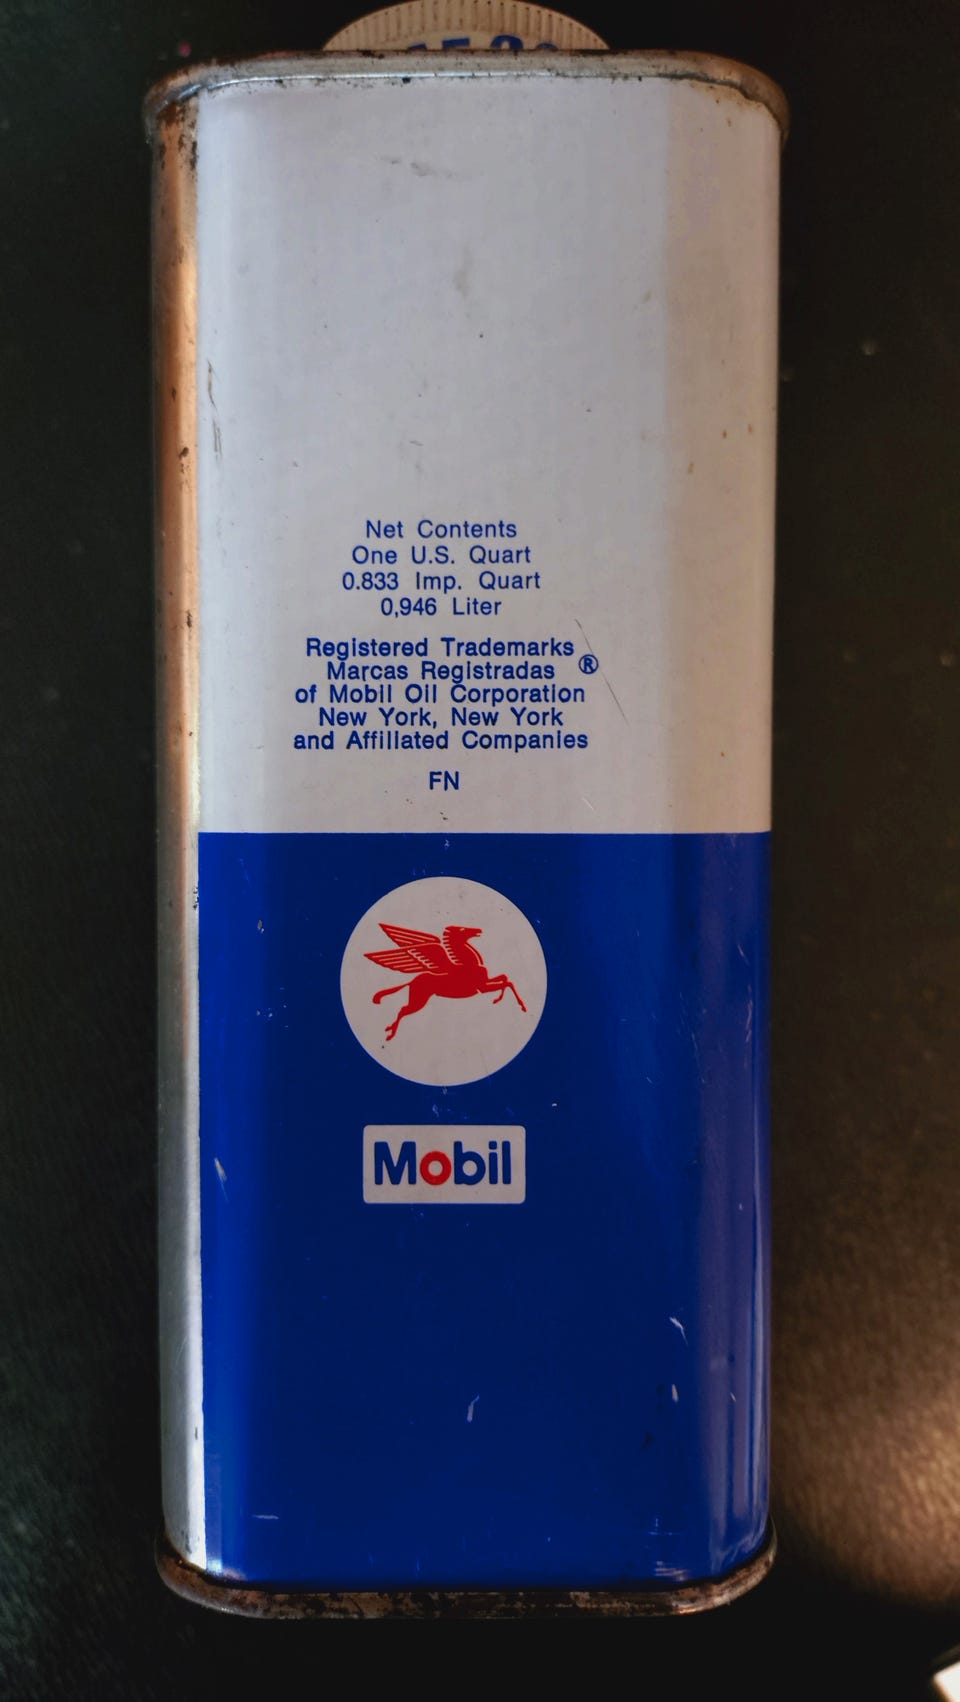 Net Contents
One U.S. Quart
0.833 Imp. Quart
0,946 Liter
Registered Trademarks
Marcas Registradas ®
of Mobil Oil Corporation
New York, New York
and Affiliated Companies
FN
Mobil